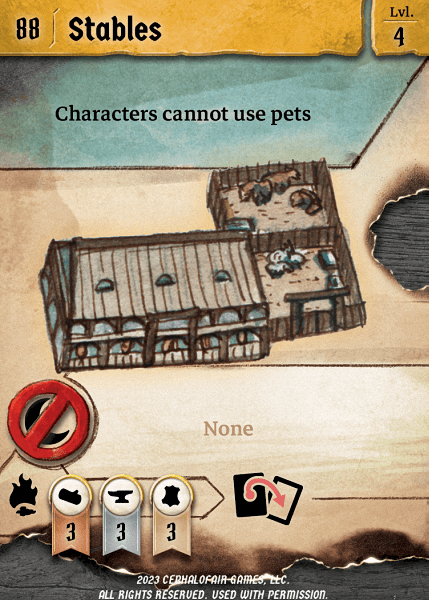 88 Stables
Lvl.
4
Characters cannot use pets
None
3 3 3
2023 CEPHALOFAIR GAMES, LLC.
ALL RIGHTS RESERVED. USED WITH PERMISSION.